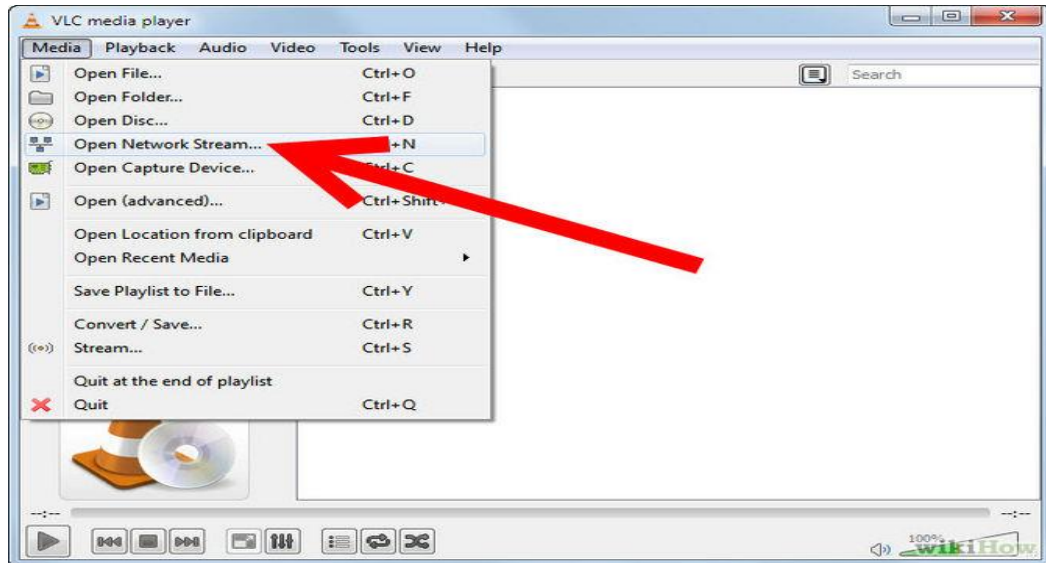 VLC media player
Media Playback Audio Video Tools View Help
Open File... Ctrl+O
Search
Open Folder... Ctrl+F
Open Disc... Ctrl+D
Open Network Stream... +N
Open Capture Device... Ctrl+C
Open (advanced)... Ctrl+Shift+
Open Location from clipboard Ctrl+V
Open Recent Media
Save Playlist to File... Ctrl+Y
Convert / Save... Ctrl+R
Stream... Ctrl+S
Quit at the end of playlist
Quit Ctrl+Q
--:-- --:--
100%
wikiHow